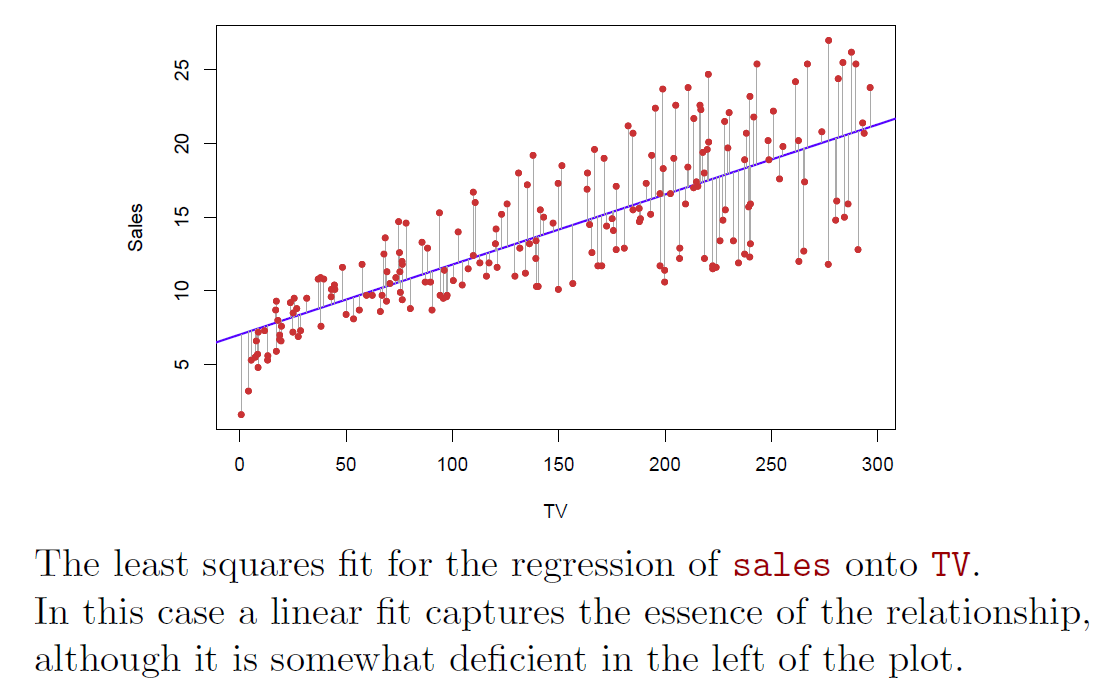 25
20
15
10
5
Sales
0 50 100 150 200 250 300
TV
The least squares fit for the regression of sales onto TV.
In this case a linear fit captures the essence of the relationship,
although it is somewhat deficient in the left of the plot.